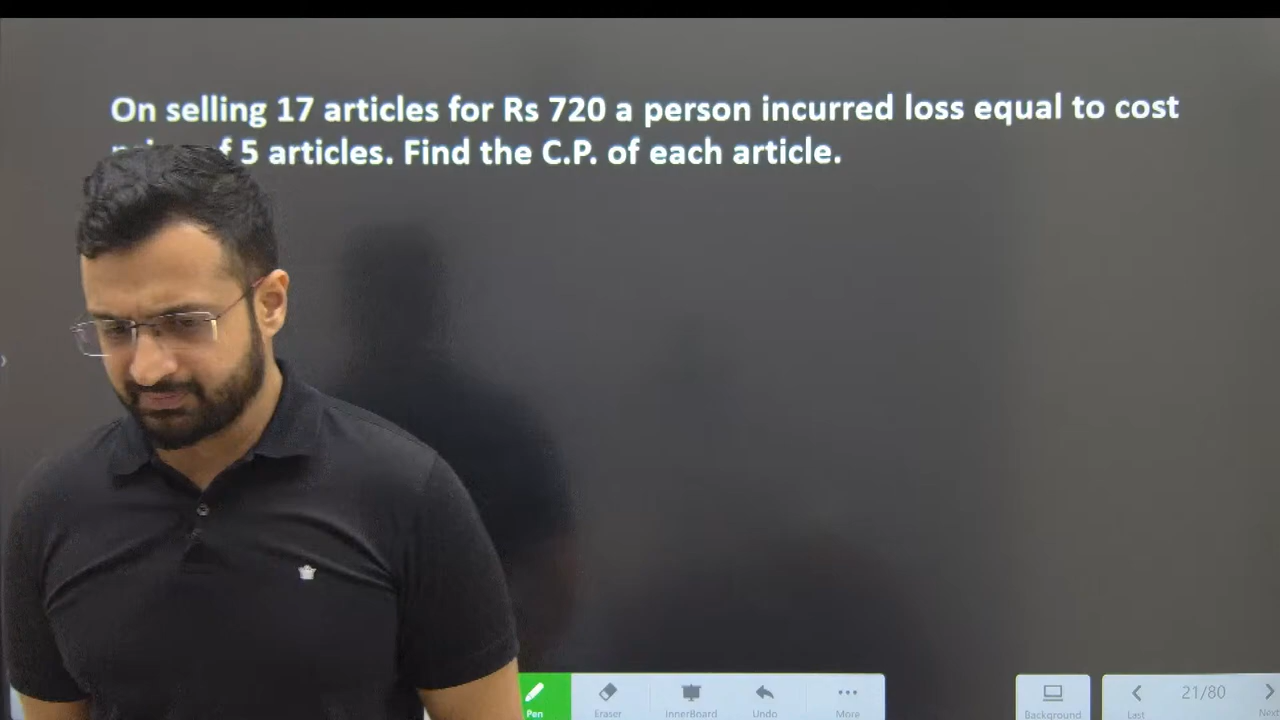 On selling 17 articles for Rs 720 a person incurred loss equal to cost
5 articles. Find the C.P. of each article.
Pen
Eraser
InnerBoard
Undo
More
Background
Last
21/80
Next